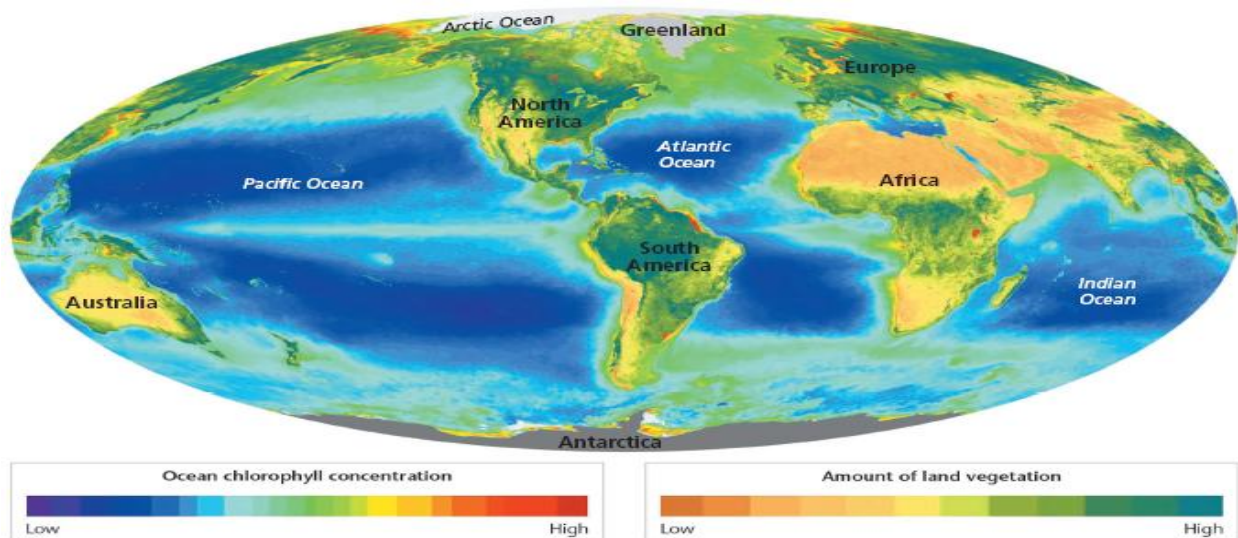 Arctic Ocean
Greenland
Europe
North
America
Atlantic
Ocean
Pacific Ocean
Africa
South
America
Indian
Ocean
Australia
Antarctica
Ocean chlorophyll concentration
Low High
Amount of land vegetation
Low High